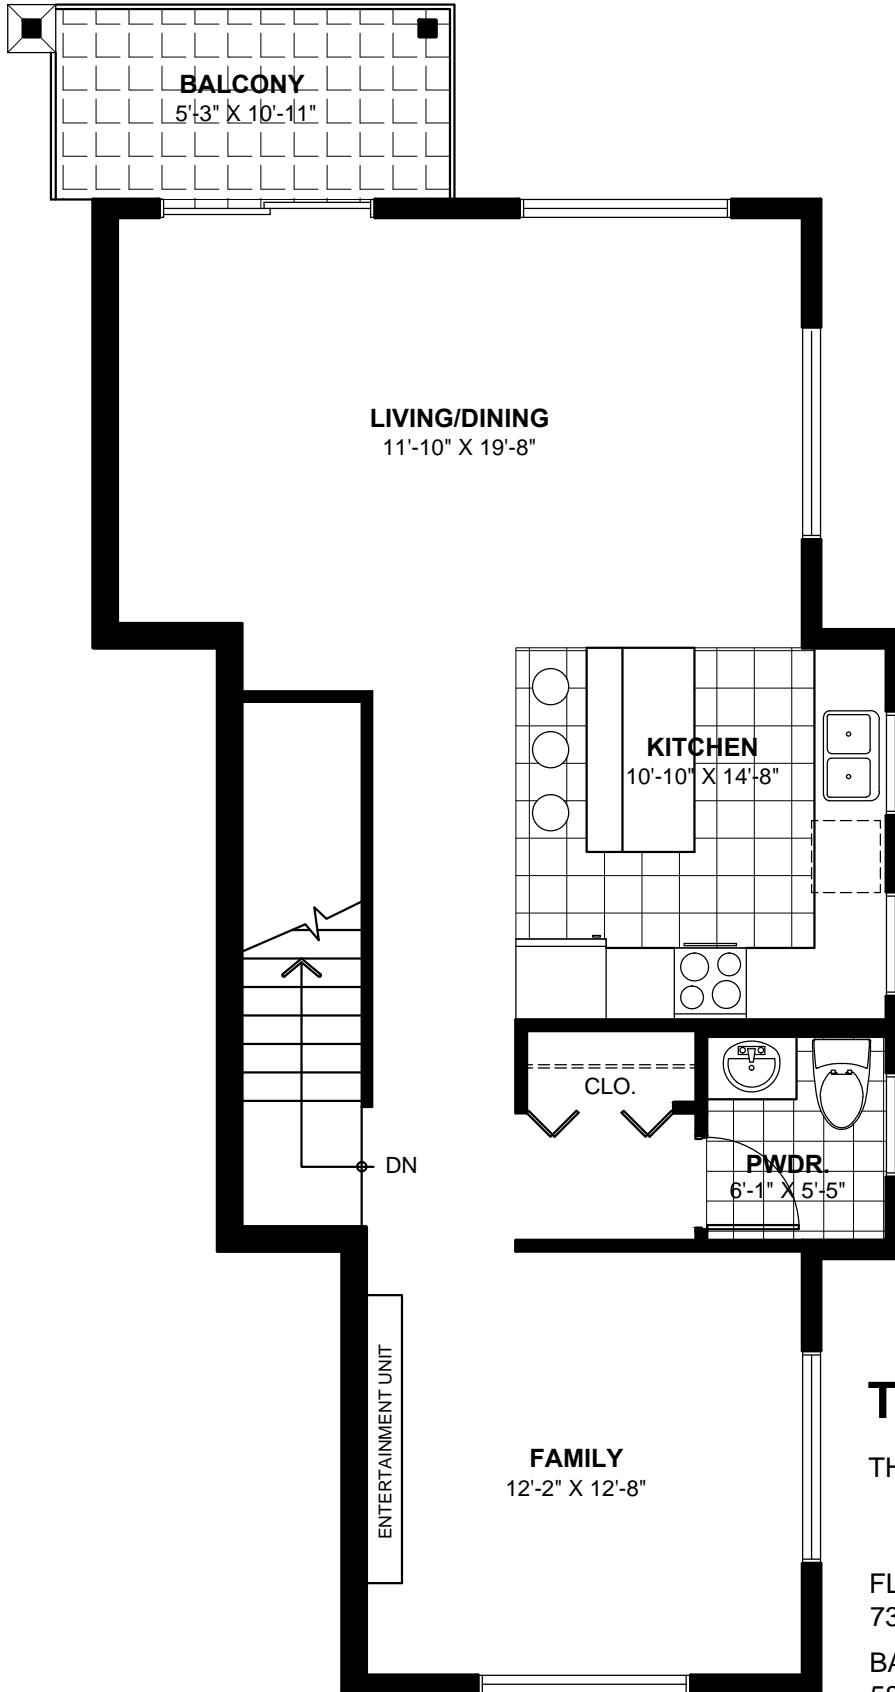 BALCONY
5'-3" X 10'-11"
LIVING/DINING
11'-10" X 19'-8"
KITCHEN
10'-10" X 14'-8"
CLO.
PWDR.
6'-1" X 5'-5"
DN
ENTERTAINMENT UNIT
FAMILY
12'-2" X 12'-8"